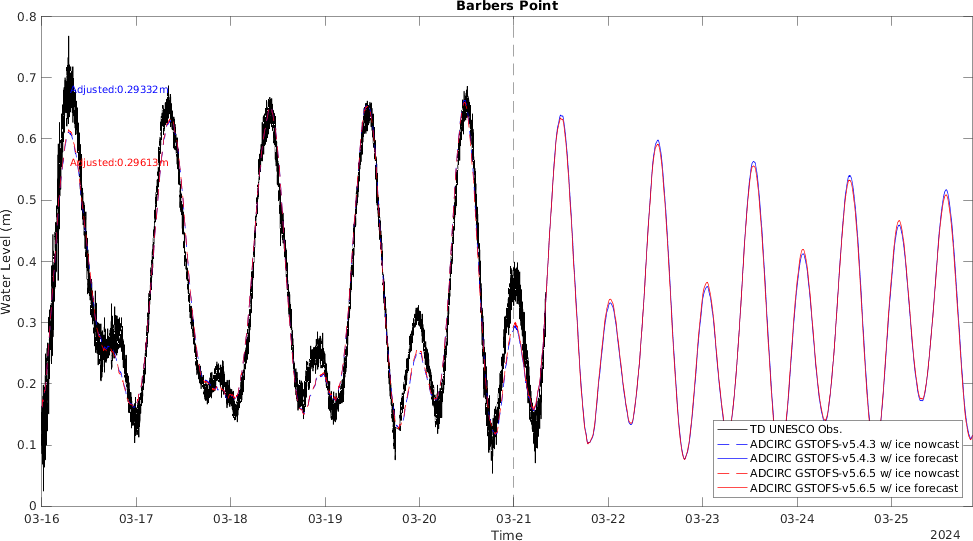 Barbers Point
0.8
0.7
0.6
0.5
0.4
0.3
0.2
0.1
0
Water Level (m)
Adjusted:0.29332m
Adjusted:0.29613m
TD UNESCO Obs.
ADCIRC GSTOFS-v5.4.3 w/ ice nowcast
ADCIRC GSTOFS-v5.4.3 w/ ice forecast
ADCIRC GSTOFS-v5.6.5 w/ ice nowcast
ADCIRC GSTOFS-v5.6.5 w/ ice forecast
03-16 03-17 03-18 03-19 03-20 03-21 03-22 03-23 03-24 03-25
Time
2024